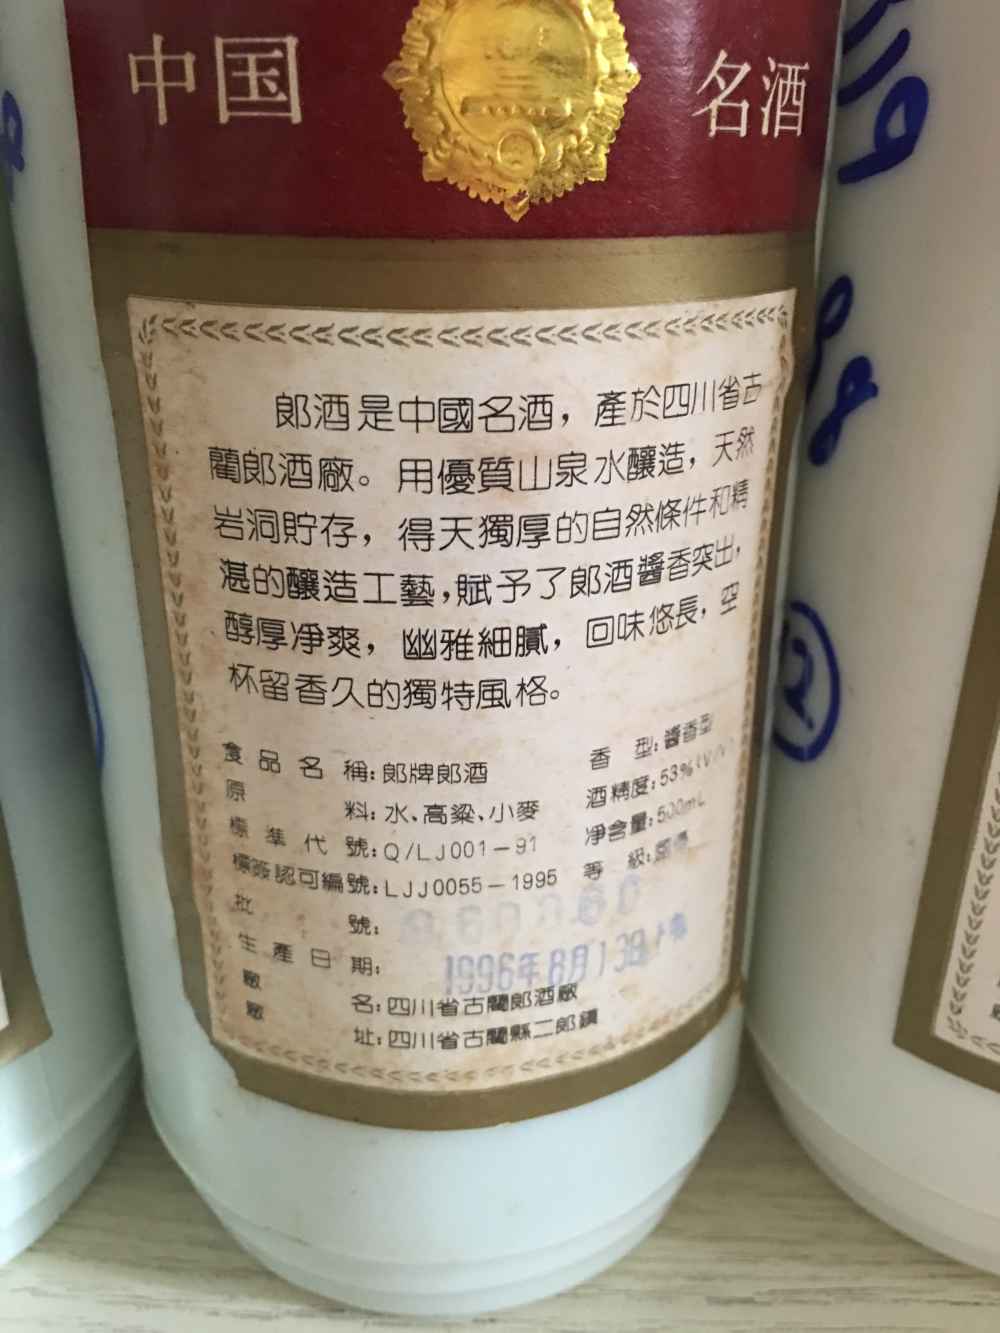 中国 名酒
郎酒是中國名酒，產於四川省古
藺郎酒廠。用優質山泉水釀造，天然
岩洞貯存，得天獨厚的自然條件和精
湛的釀造工藝，賦予了郎酒醬香突出，
醇厚净爽，幽雅細膩，回味悠長，空
杯留香久的獨特風格。
食品名稱：郎牌郎酒 香型：醬香型
原料：水、高粱、小麥 酒精度：53%(V/V)
標準代號：Q/LJ001－91 净含量：500mL
標簽認可編號：LJJ0055－1995 等級：
批號：
生產日期：1996年8月13日
廠名：四川省古藺郎酒廠
廠址：四川省古藺縣二郎鎮
98
2